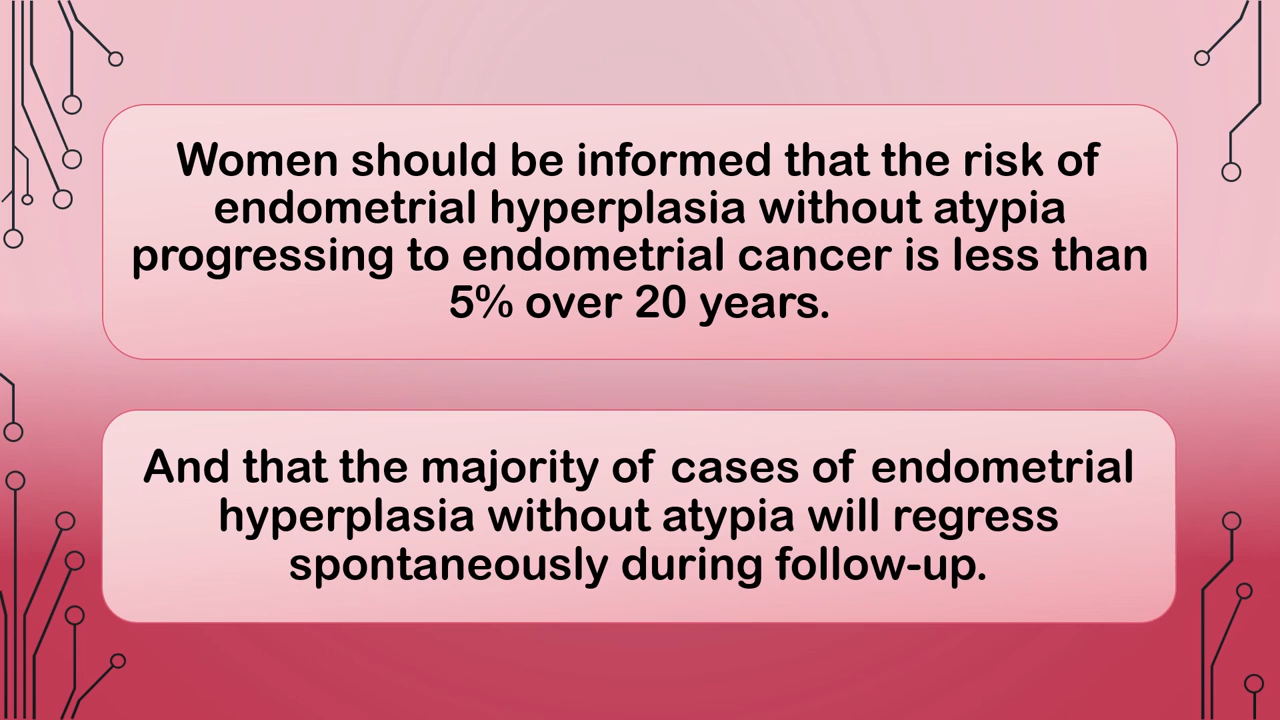 Women should be informed that the risk of
endometrial hyperplasia without atypia
progressing to endometrial cancer is less than
5% over 20 years.
And that the majority of cases of endometrial
hyperplasia without atypia will regress
spontaneously during follow-up.